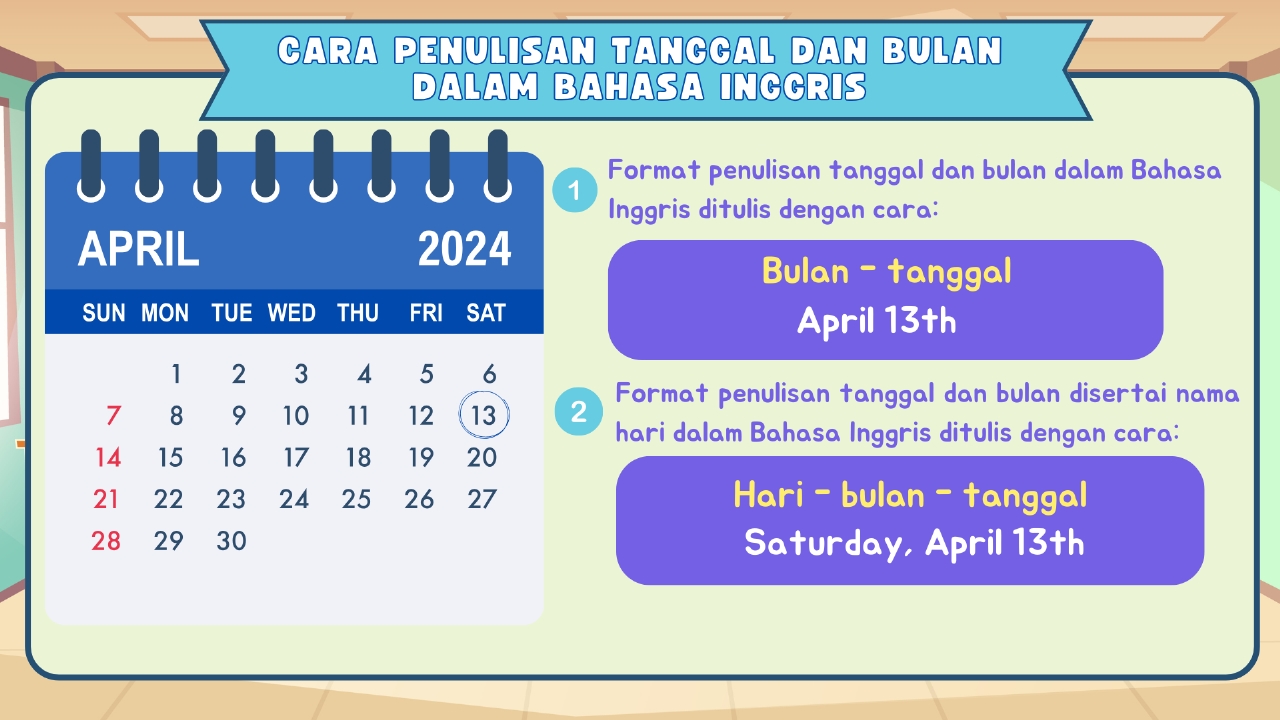 CARA PENULISAN TANGGAL DAN BULAN
DALAM BAHASA INGGRIS
APRIL 2024
SUN MON TUE WED THU FRI SAT
1 2 3 4 5 6
7 8 9 10 11 12 13
14 15 16 17 18 19 20
21 22 23 24 25 26 27
28 29 30
1
Format penulisan tanggal dan bulan dalam Bahasa
Inggris ditulis dengan cara:
Bulan - tanggal
April 13th
2
Format penulisan tanggal dan bulan disertai nama
hari dalam Bahasa Inggris ditulis dengan cara:
Hari - bulan - tanggal
Saturday, April 13th